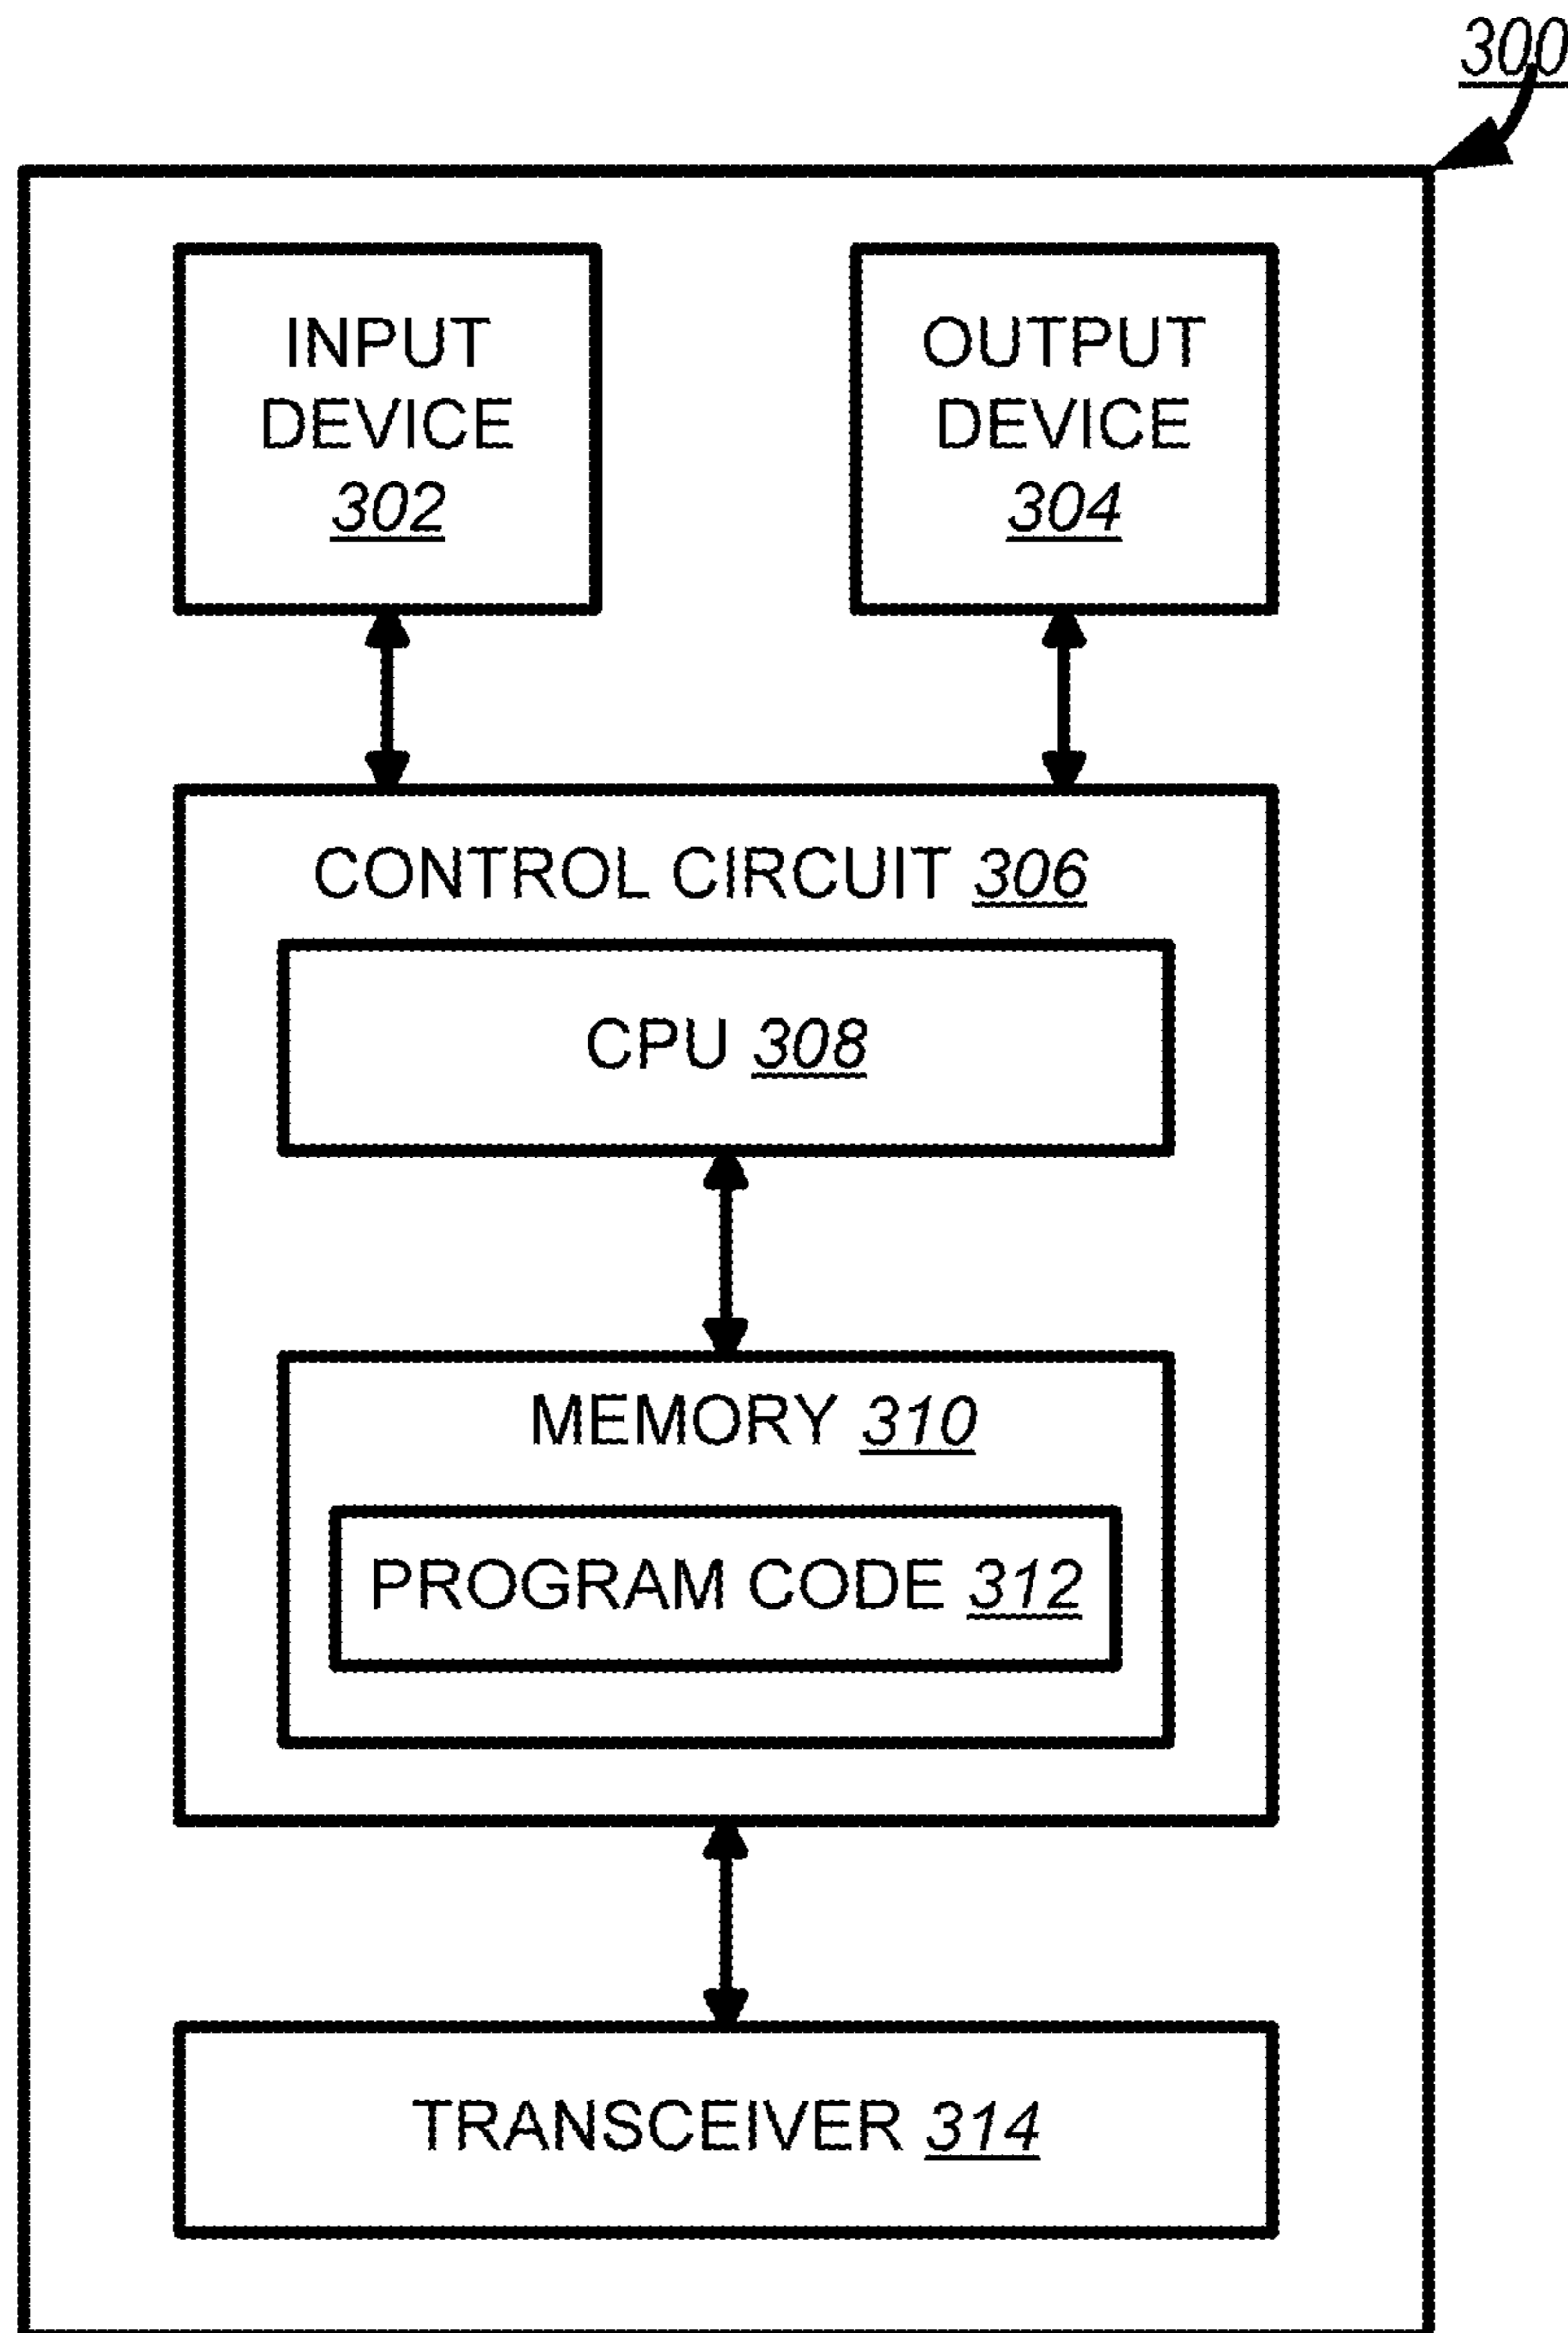 300
INPUT
DEVICE
302
OUTPUT
DEVICE
304
CONTROL CIRCUIT 306
CPU 308
MEMORY 310
PROGRAM CODE 312
TRANSCEIVER 314